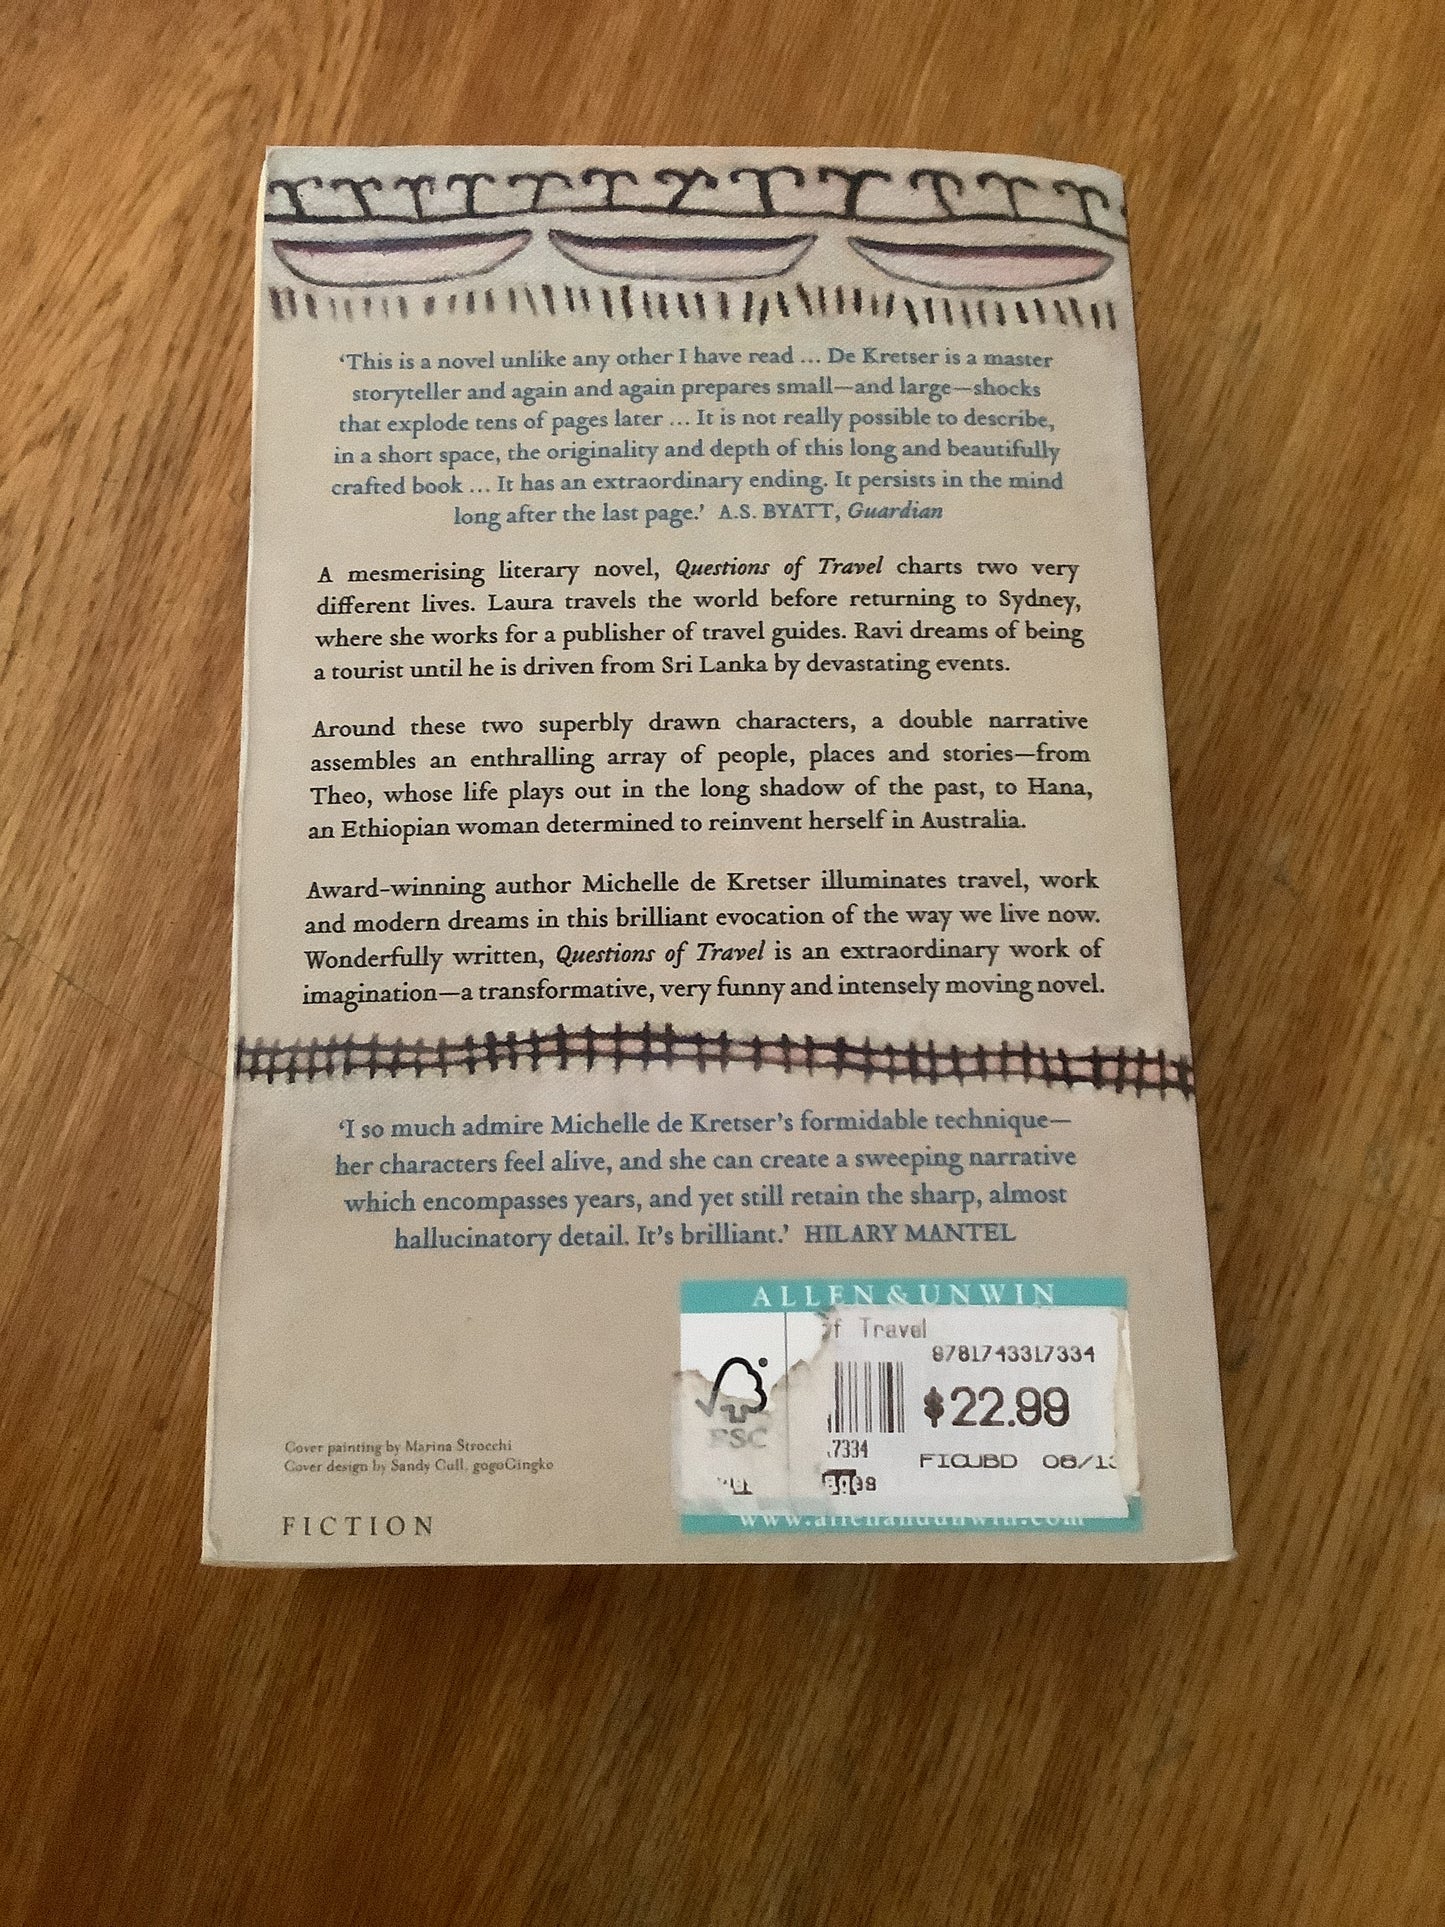 ‘This is a novel unlike any other I have read ... De Kretser is a master
storyteller and again and again prepares small—and large—shocks
that explode tens of pages later ... It is not really possible to describe,
in a short space, the originality and depth of this long and beautifully
crafted book ... It has an extraordinary ending. It persists in the mind
long after the last page.’ A.S. BYATT, Guardian
A mesmerising literary novel, Questions of Travel charts two very
different lives. Laura travels the world before returning to Sydney,
where she works for a publisher of travel guides. Ravi dreams of being
a tourist until he is driven from Sri Lanka by devastating events.
Around these two superbly drawn characters, a double narrative
assembles an enthralling array of people, places and stories—from
Theo, whose life plays out in the long shadow of the past, to Hana,
an Ethiopian woman determined to reinvent herself in Australia.
Award-winning author Michelle de Kretser illuminates travel, work
and modern dreams in this brilliant evocation of the way we live now.
Wonderfully written, Questions of Travel is an extraordinary work of
imagination—a transformative, very funny and intensely moving novel.
‘I so much admire Michelle de Kretser’s formidable technique—
her characters feel alive, and she can create a sweeping narrative
which encompasses years, and yet still retain the sharp, almost
hallucinatory detail. It’s brilliant.’ HILARY MANTEL
ALLEN & UNWIN
of Travel
9781743317334
$22.99
FSC
7334
FICUBD 08/13
Cover painting by Marina Strocchi
Cover design by Sandy Cull, gogoGingko
FICTION
www.allenandunwin.com